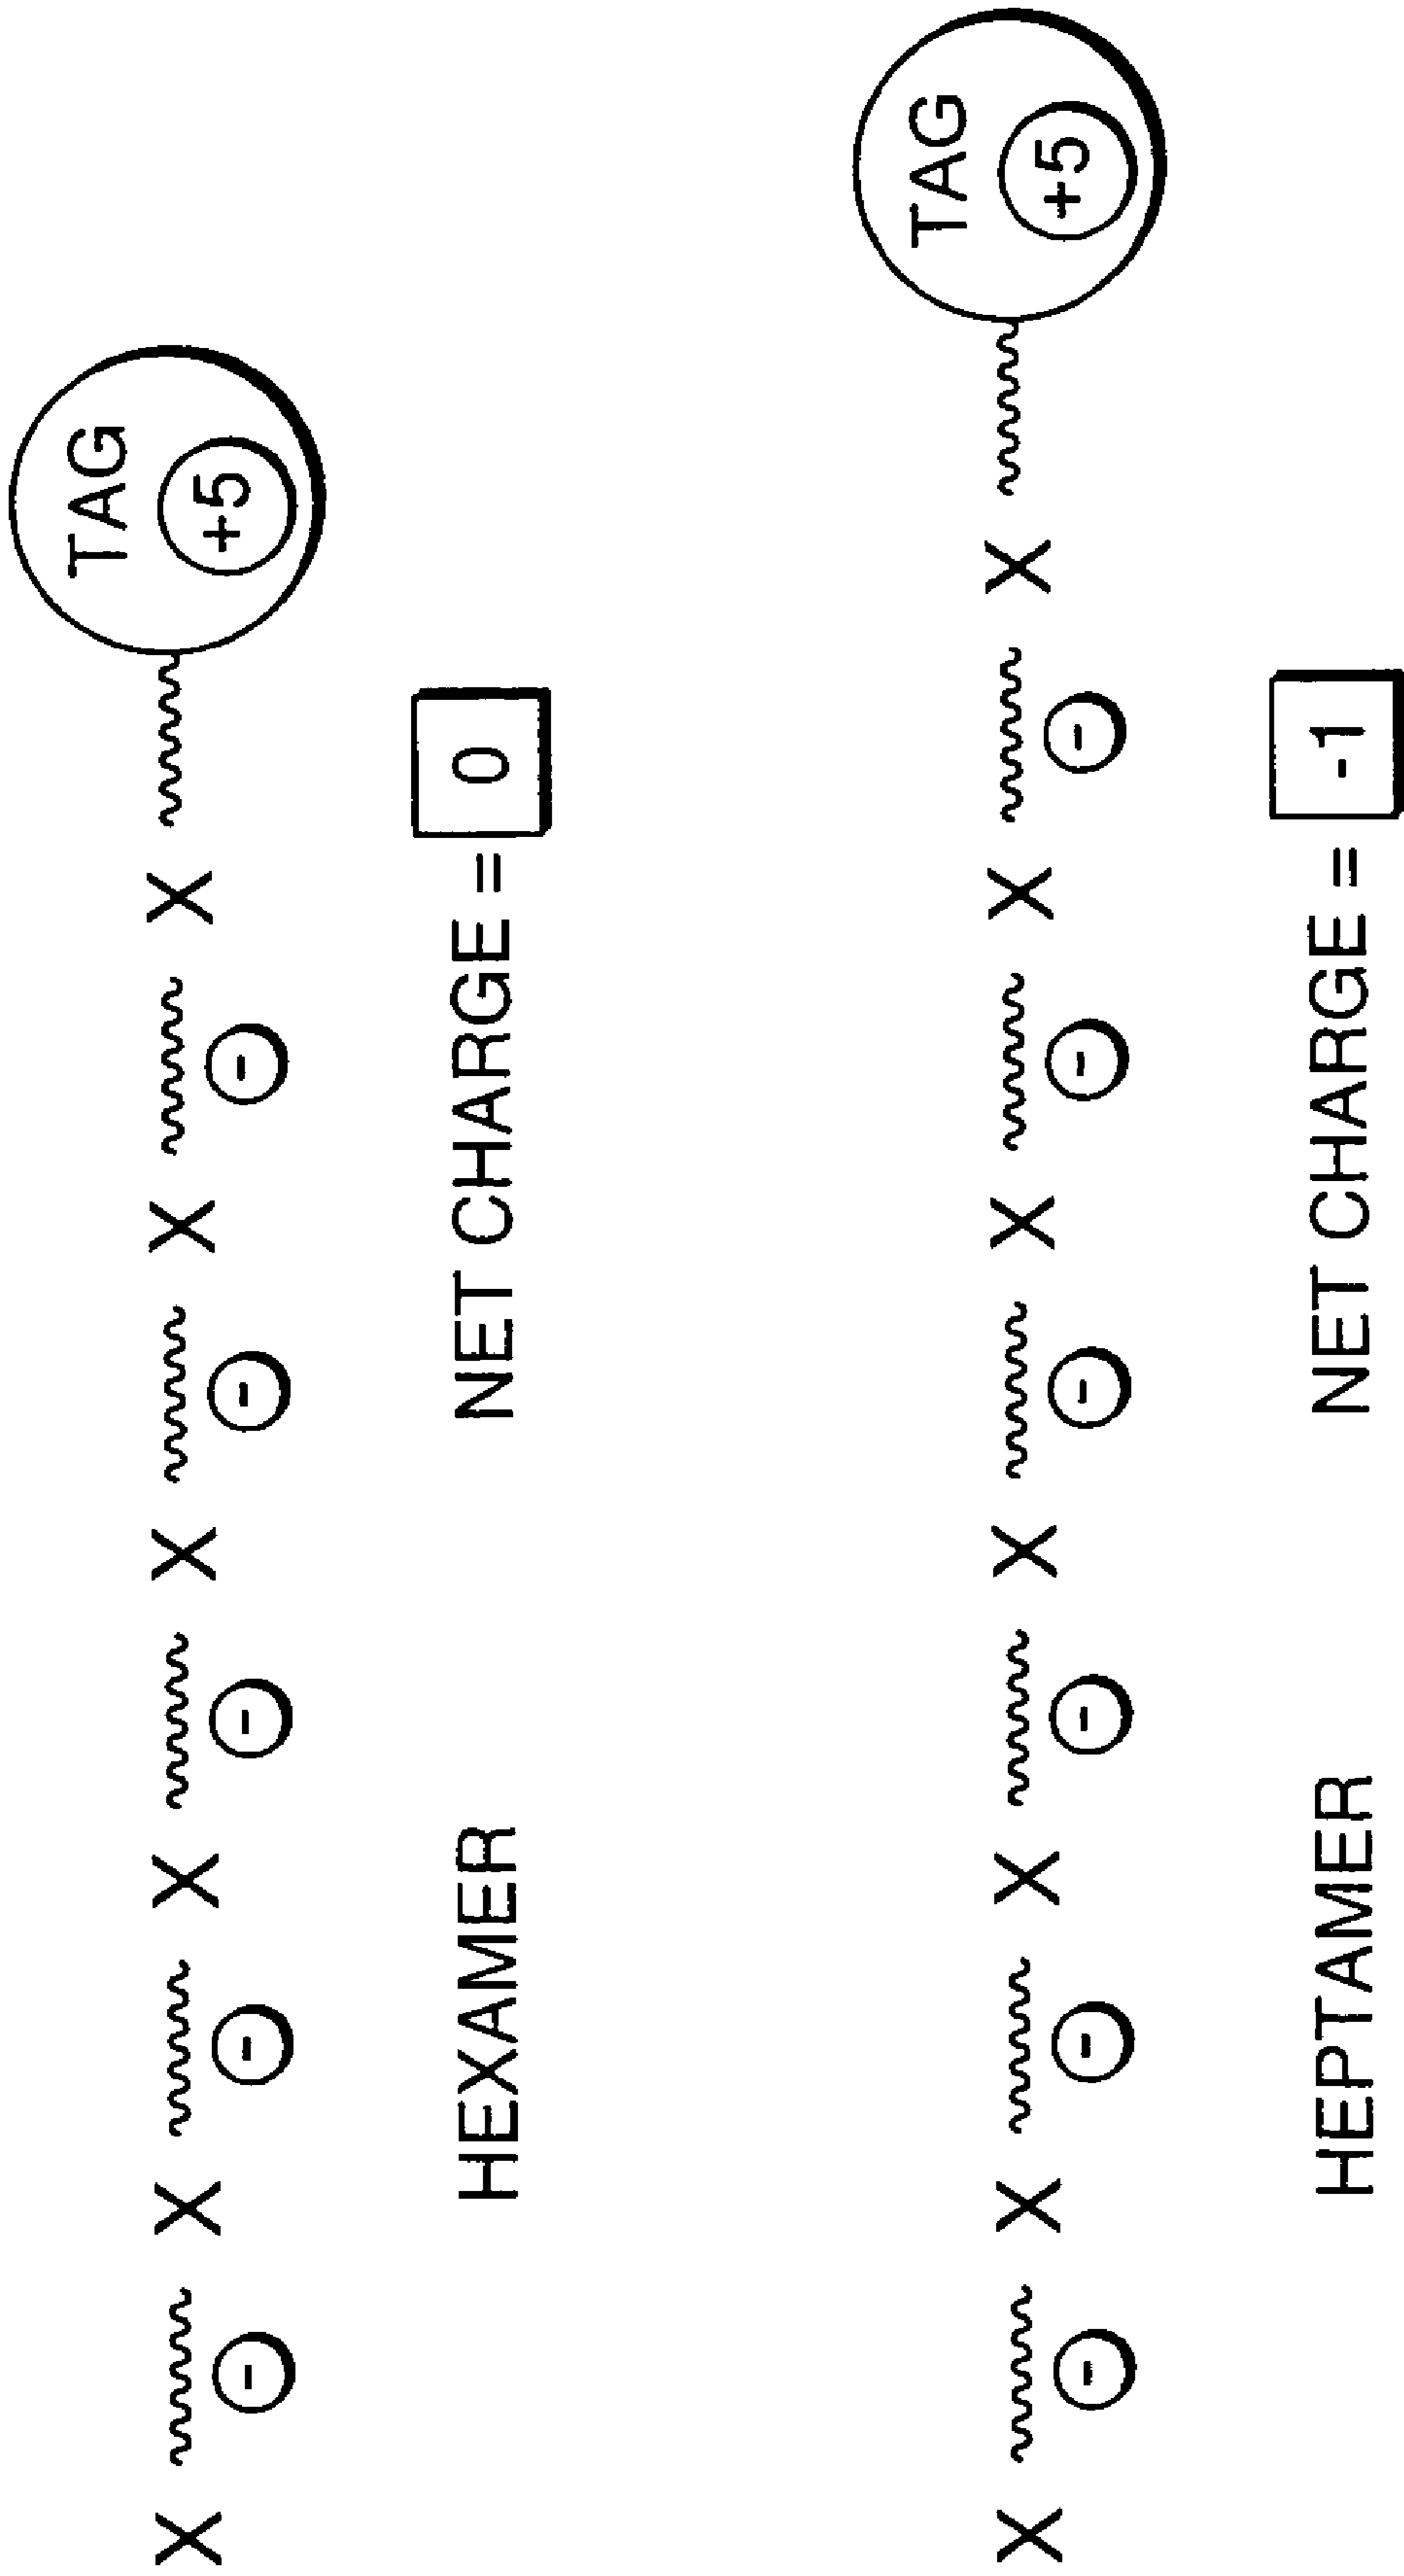 TAG
X X X X X X
- - - - - +5
HEXAMER NET CHARGE = 0
TAG
X X X X X X X
- - - - - - +5
HEPTAMER NET CHARGE = -1